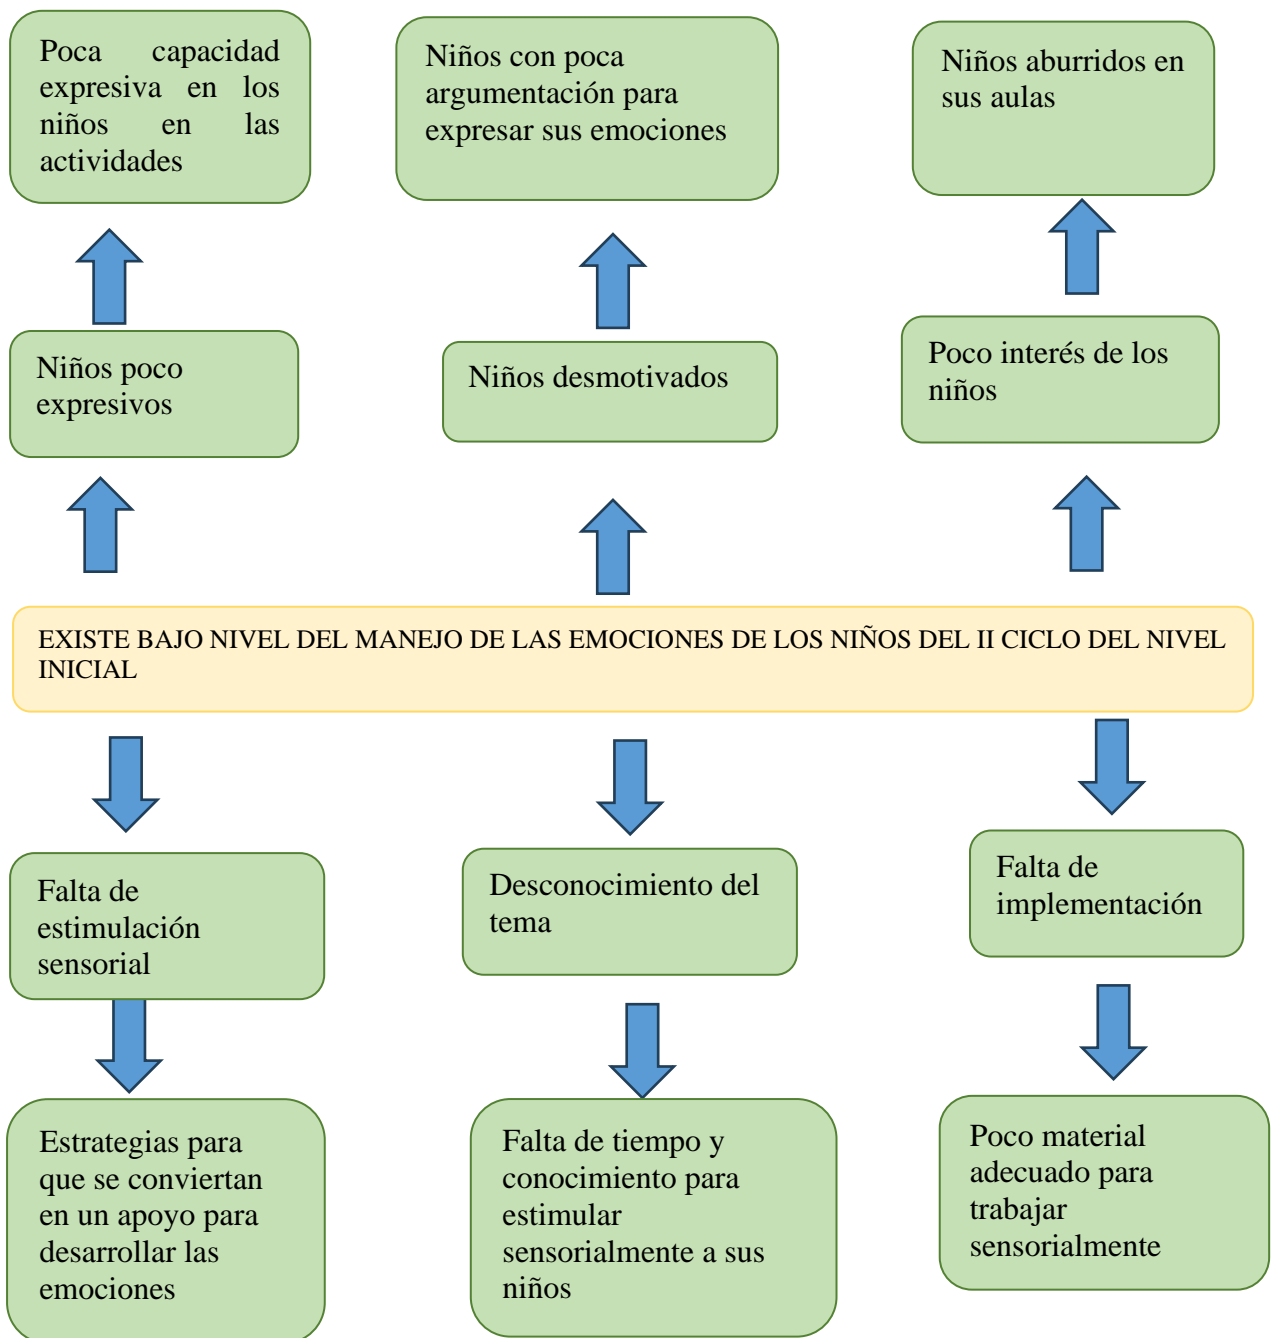 Poca capacidad
expresiva en los
niños en las
actividades
Niños con poca
argumentación para
expresar sus emociones
Niños aburridos en
sus aulas
Niños poco
expresivos
Niños desmotivados
Poco interés de los
niños
EXISTE BAJO NIVEL DEL MANEJO DE LAS EMOCIONES DE LOS NIÑOS DEL II CICLO DEL NIVEL
INICIAL
Falta de
estimulación
sensorial
Desconocimiento del
tema
Falta de
implementación
Estrategias para
que se conviertan
en un apoyo para
desarrollar las
emociones
Falta de tiempo y
conocimiento para
estimular
sensorialmente a sus
niños
Poco material
adecuado para
trabajar
sensorialmente